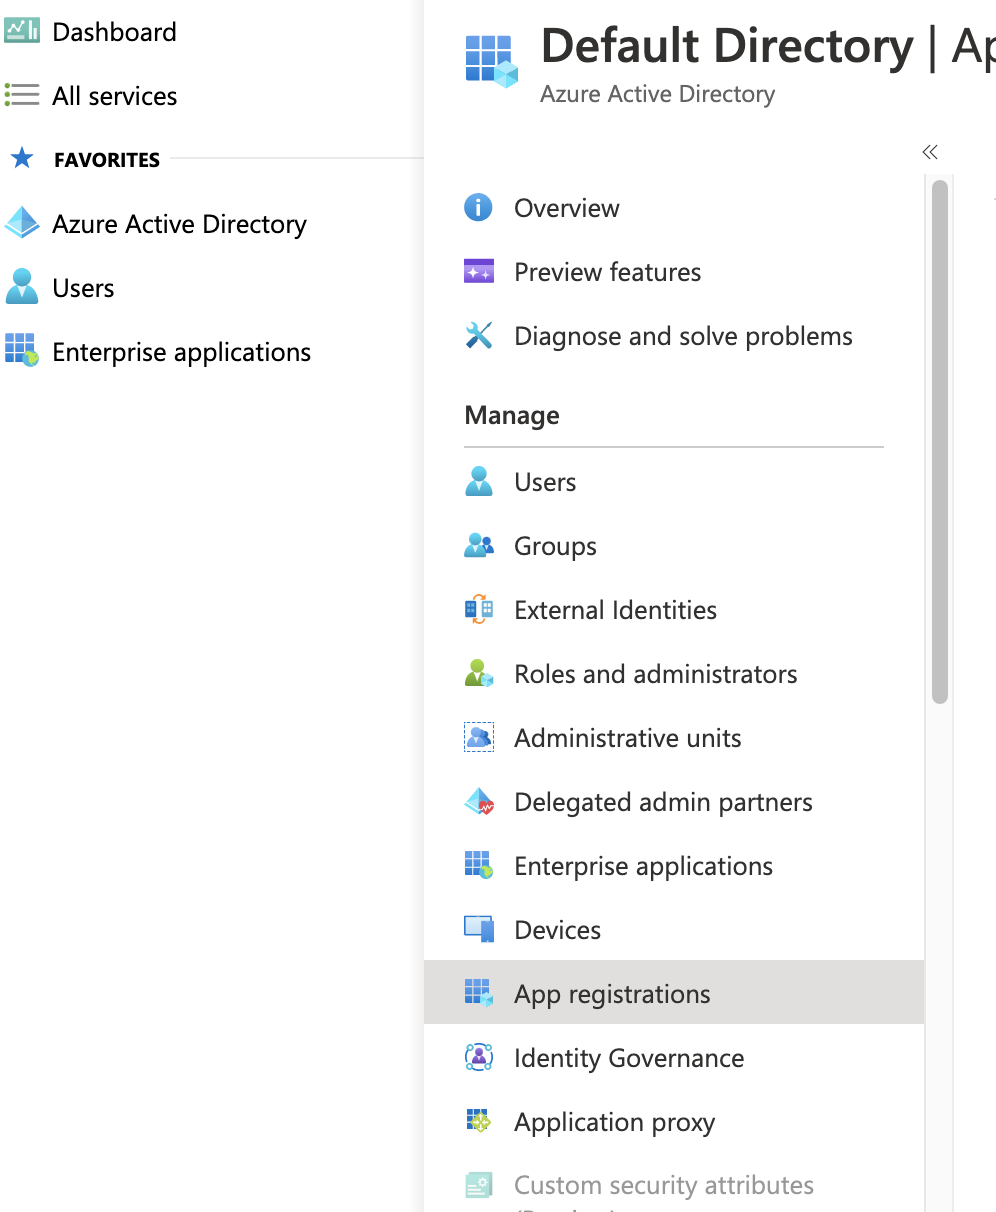 Dashboard
All services
FAVORITES
Azure Active Directory
Users
Enterprise applications
Default Directory | Ap
Azure Active Directory
Overview
Preview features
Diagnose and solve problems
Manage
Users
Groups
External Identities
Roles and administrators
Administrative units
Delegated admin partners
Enterprise applications
Devices
App registrations
Identity Governance
Application proxy
Custom security attributes